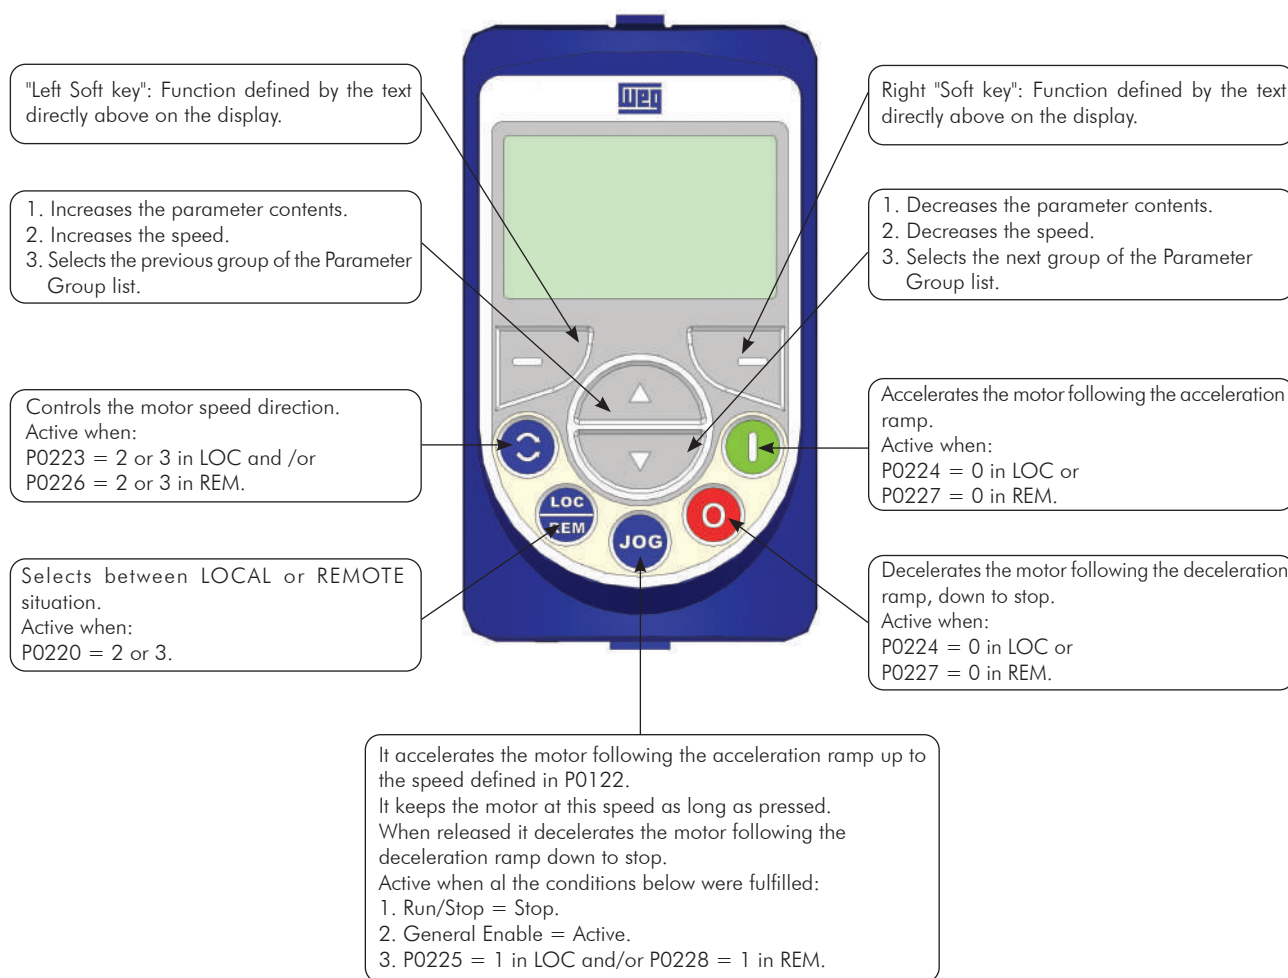 weg
"Left Soft key": Function defined by the text
directly above on the display.
Right "Soft key": Function defined by the text
directly above on the display.
1. Increases the parameter contents.
2. Increases the speed.
3. Selects the previous group of the Parameter
Group list.
1. Decreases the parameter contents.
2. Decreases the speed.
3. Selects the next group of the Parameter
Group list.
Controls the motor speed direction.
Active when:
P0223 = 2 or 3 in LOC and /or
P0226 = 2 or 3 in REM.
Accelerates the motor following the acceleration
ramp.
Active when:
P0224 = 0 in LOC or
P0227 = 0 in REM.
LOC
REM
JOG
Selects between LOCAL or REMOTE
situation.
Active when:
P0220 = 2 or 3.
Decelerates the motor following the deceleration
ramp, down to stop.
Active when:
P0224 = 0 in LOC or
P0227 = 0 in REM.
It accelerates the motor following the acceleration ramp up to
the speed defined in P0122.
It keeps the motor at this speed as long as pressed.
When released it decelerates the motor following the
deceleration ramp down to stop.
Active when al the conditions below were fulfilled:
1. Run/Stop = Stop.
2. General Enable = Active.
3. P0225 = 1 in LOC and/or P0228 = 1 in REM.